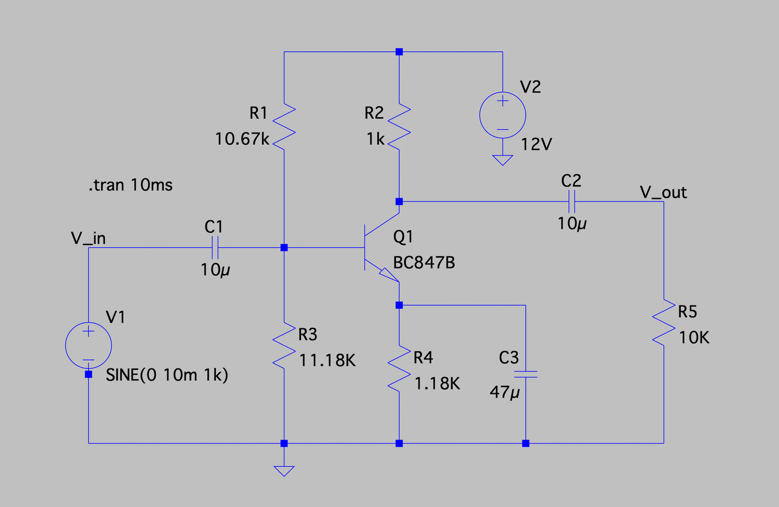 V2
12V
R1
10.67k
R2
1k
.tran 10ms
V_in
C1
10µ
Q1
BC847B
C2
10µ
V_out
V1
SINE(0 10m 1k)
R3
11.18K
R4
1.18K
C3
47µ
R5
10K